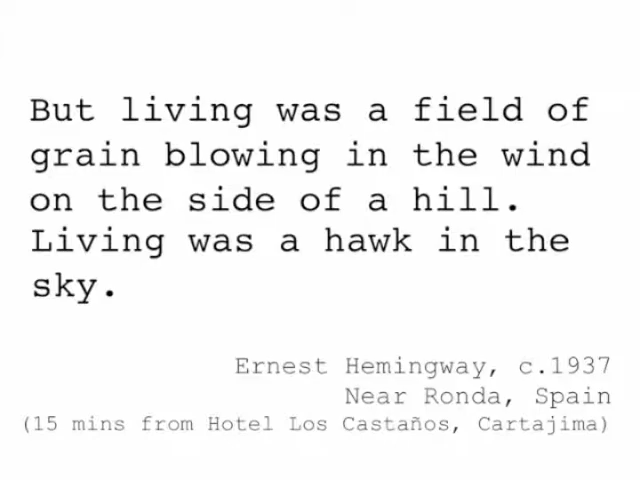 But living was a field of
grain blowing in the wind
on the side of a hill.
Living was a hawk in the
sky.
Ernest Hemingway, c.1937
Near Ronda, Spain
(15 mins from Hotel Los Castaños, Cartajima)